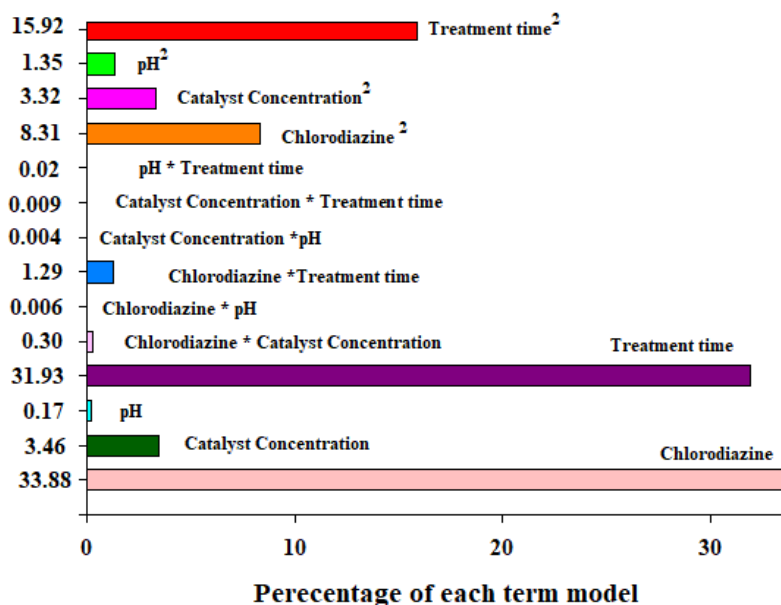 15.92 Treatment time²
1.35 pH²
3.32 Catalyst Concentration²
8.31 Chlorodiazine ²
0.02 pH * Treatment time
0.009 Catalyst Concentration * Treatment time
0.004 Catalyst Concentration *pH
1.29 Chlorodiazine *Treatment time
0.006 Chlorodiazine * pH
0.30 Chlorodiazine * Catalyst Concentration
31.93 Treatment time
0.17 pH
3.46 Catalyst Concentration
33.88 Chlorodiazine
0 10 20 30
Perecentage of each term model